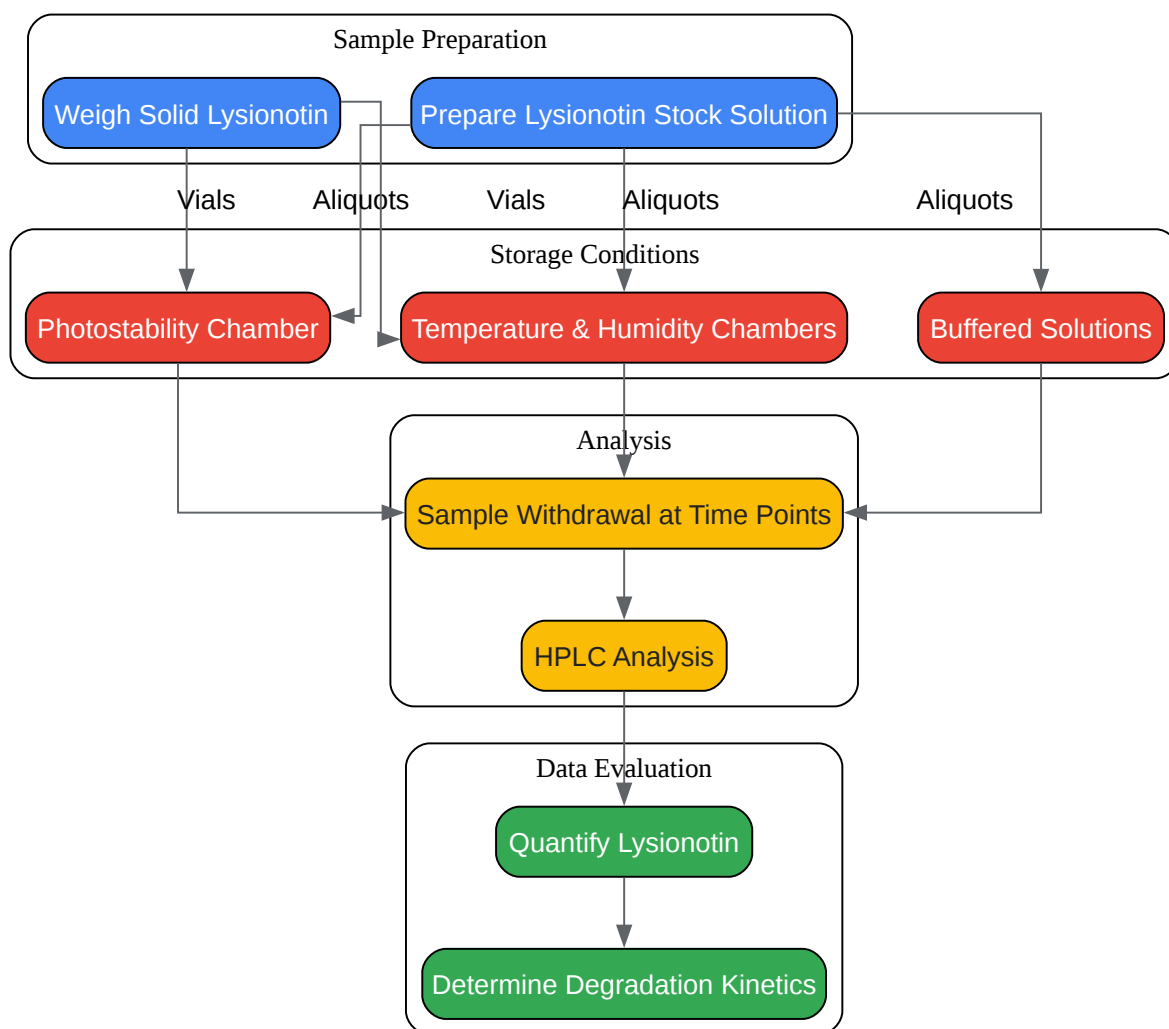 Sample Preparation
Weigh Solid Lysionotin
Prepare Lysionotin Stock Solution
Vials
Aliquots
Vials
Aliquots
Aliquots
Storage Conditions
Photostability Chamber
Temperature & Humidity Chambers
Buffered Solutions
Analysis
Sample Withdrawal at Time Points
HPLC Analysis
Data Evaluation
Quantify Lysionotin
Determine Degradation Kinetics